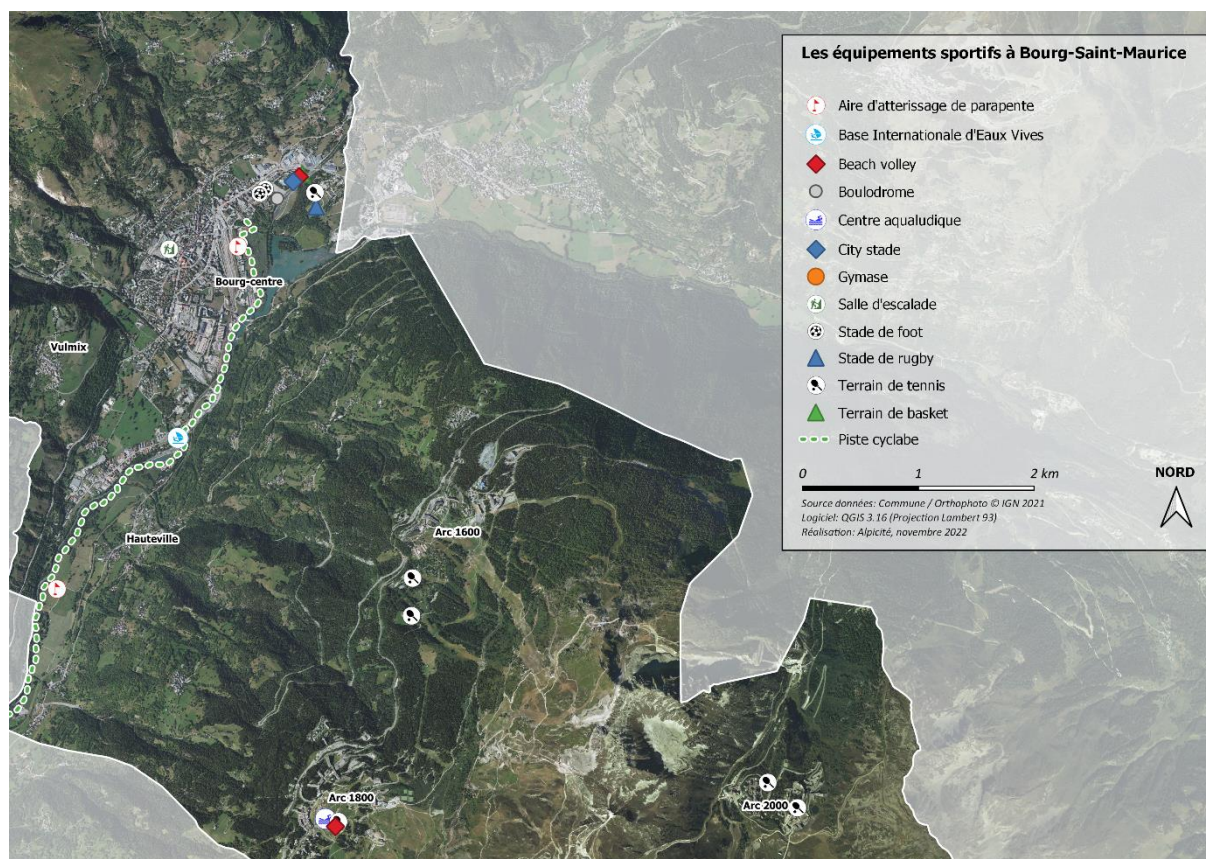 Les équipements sportifs à Bourg-Saint-Maurice
Aire d'atterissage de parapente
Base Internationale d'Eaux Vives
Beach volley
Boulodrome
Centre aqualudique
City stade
Gymase
Salle d'escalade
Stade de foot
Stade de rugby
Terrain de tennis
Terrain de basket
Piste cyclabe
0 1 2 km
NORD
Source données: Commune / Orthophoto © IGN 2021
Logiciel: QGIS 3.16 (Projection Lambert 93)
Réalisation: Alpicité, novembre 2022
Bourg-centre
Vulmix
Arc 1600
Hauteville
Arc 1800
Arc 2000